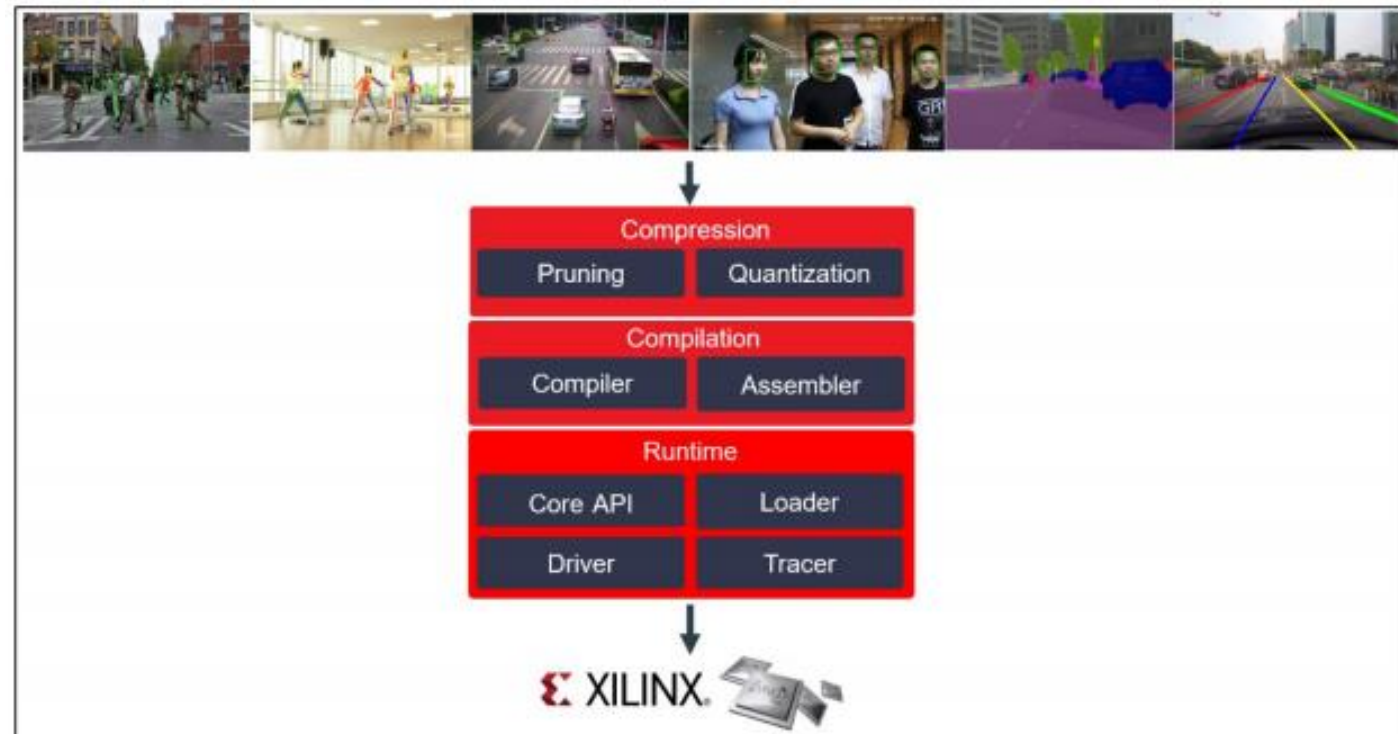 Compression
Pruning Quantization
Compilation
Compiler Assembler
Runtime
Core API Loader
Driver Tracer
XILINX.